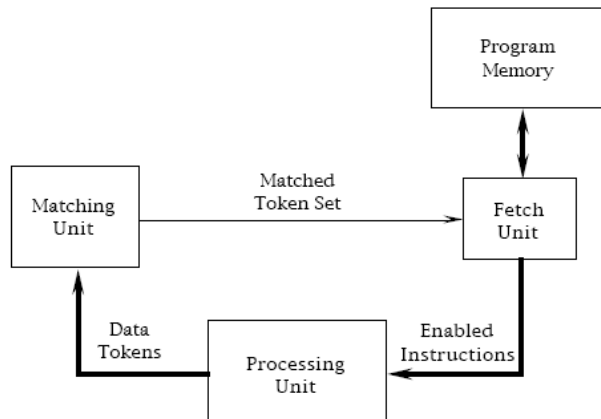 Program
Memory
Matched
Token Set
Matching
Unit
Fetch
Unit
Data
Tokens
Enabled
Instructions
Processing
Unit